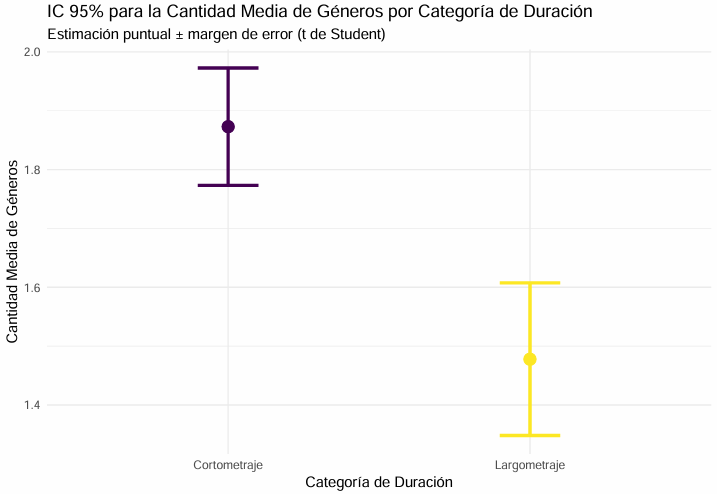 IC 95% para la Cantidad Media de Géneros por Categoría de Duración
Estimación puntual ± margen de error (t de Student)
Cantidad Media de Géneros
2.0
1.8
1.6
1.4
Cortometraje
Largometraje
Categoría de Duración